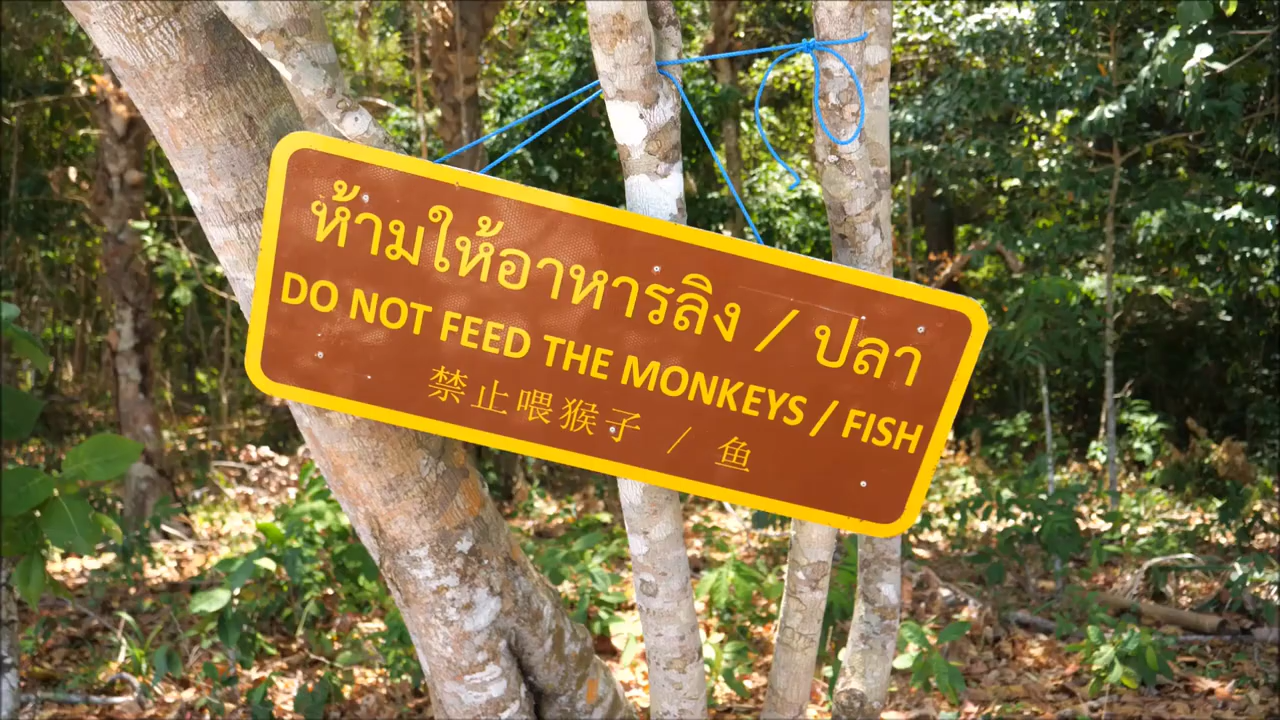 ห้ามให้อาหารลิง / ปลา
DO NOT FEED THE MONKEYS / FISH
禁止喂猴子 / 鱼